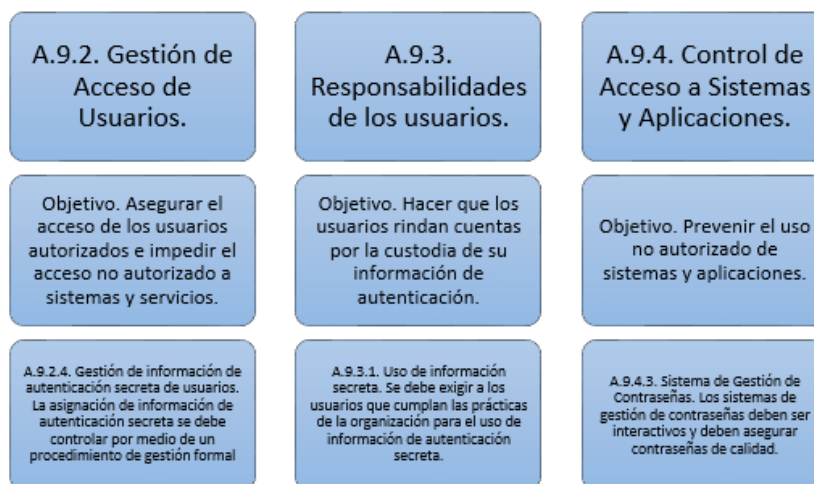 A.9.2. Gestión de
Acceso de
Usuarios.
A.9.3.
Responsabilidades
de los usuarios.
A.9.4. Control de
Acceso a Sistemas
y Aplicaciones.
Objetivo. Asegurar el
acceso de los usuarios
autorizados e impedir el
acceso no autorizado a
sistemas y servicios.
Objetivo. Hacer que los
usuarios rindan cuentas
por la custodia de su
información de
autenticación.
Objetivo. Prevenir el uso
no autorizado de
sistemas y aplicaciones.
A.9.2.4. Gestión de información de
autenticación secreta de usuarios.
La asignación de información de
autenticación secreta se debe
controlar por medio de un
procedimiento de gestión formal
A.9.3.1. Uso de información
secreta. Se debe exigir a los
usuarios que cumplan las prácticas
de la organización para el uso de
información de autenticación
secreta.
A.9.4.3. Sistema de Gestión de
Contraseñas. Los sistemas de
gestión de contraseñas deben ser
interactivos y deben asegurar
contraseñas de calidad.